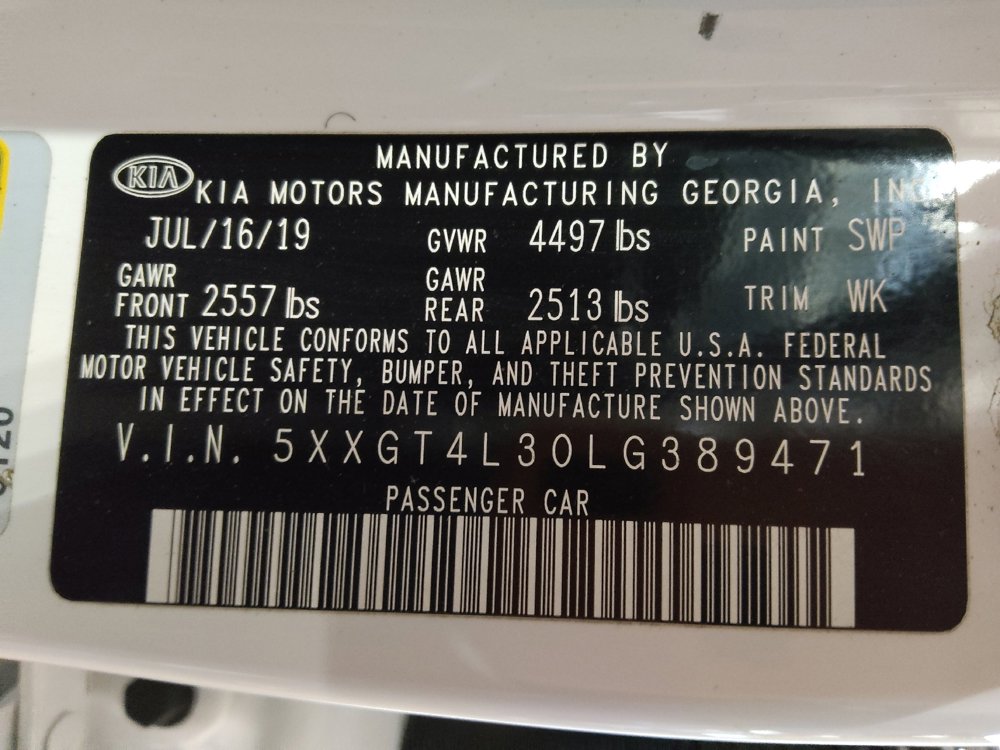 MANUFACTURED BY
KIA KIA MOTORS MANUFACTURING GEORGIA, INC
JUL/16/19 GVWR 4497 lbs PAINT SWP
GAWR FRONT 2557 lbs GAWR REAR 2513 lbs TRIM WK
THIS VEHICLE CONFORMS TO ALL APPLICABLE U.S.A. FEDERAL
MOTOR VEHICLE SAFETY, BUMPER, AND THEFT PREVENTION STANDARDS
IN EFFECT ON THE DATE OF MANUFACTURE SHOWN ABOVE.
V.I.N. 5XXGT4L30LG389471
PASSENGER CAR